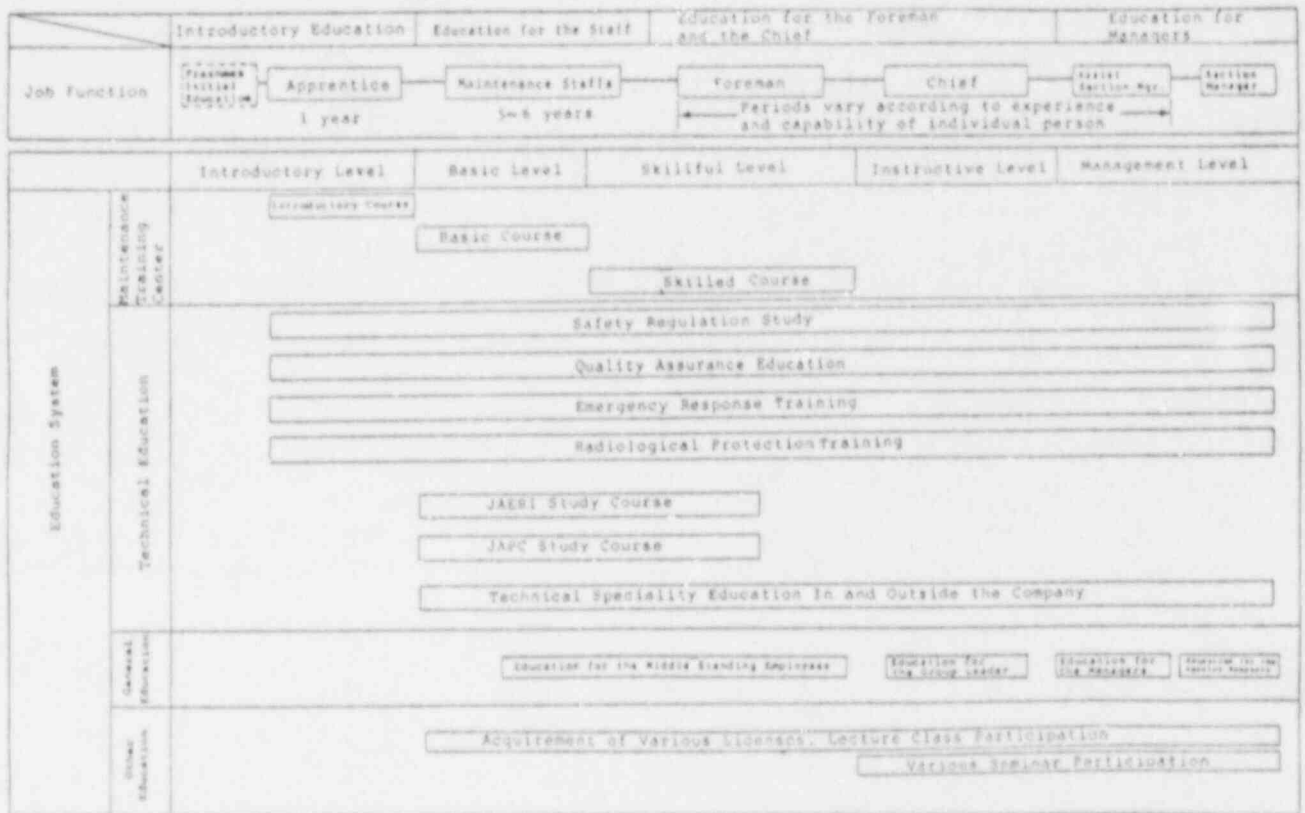 Introductory Education
Education for the Staff
Education for the Foreman
and the Chief
Education for
Managers
Job Function
Freshmen
Initial
Education
Apprentice
Maintenance Staffs
Foreman
Chief
Assist
Section Mgr.
Section
Manager
1 year
5~6 years
Periods vary according to experience
and capability of individual person
Introductory Level
Basic Level
Skillful Level
Instructive Level
Management Level
Education System
Maintenance
Training
Center
Introductory Course
Basic Course
Skilled Course
Technical Education
Safety Regulation Study
Quality Assurance Education
Emergency Response Training
Radiological Protection Training
JAERI Study Course
JAPC Study Course
Technical Speciality Education In and Outside the Company
General
Education
Education for the Middle Standing Employees
Education for
the Group Leader
Education for
the Managers
Other
Education
Acquirement of Various Licenses, Lecture Class Participation
Various Seminar Participation